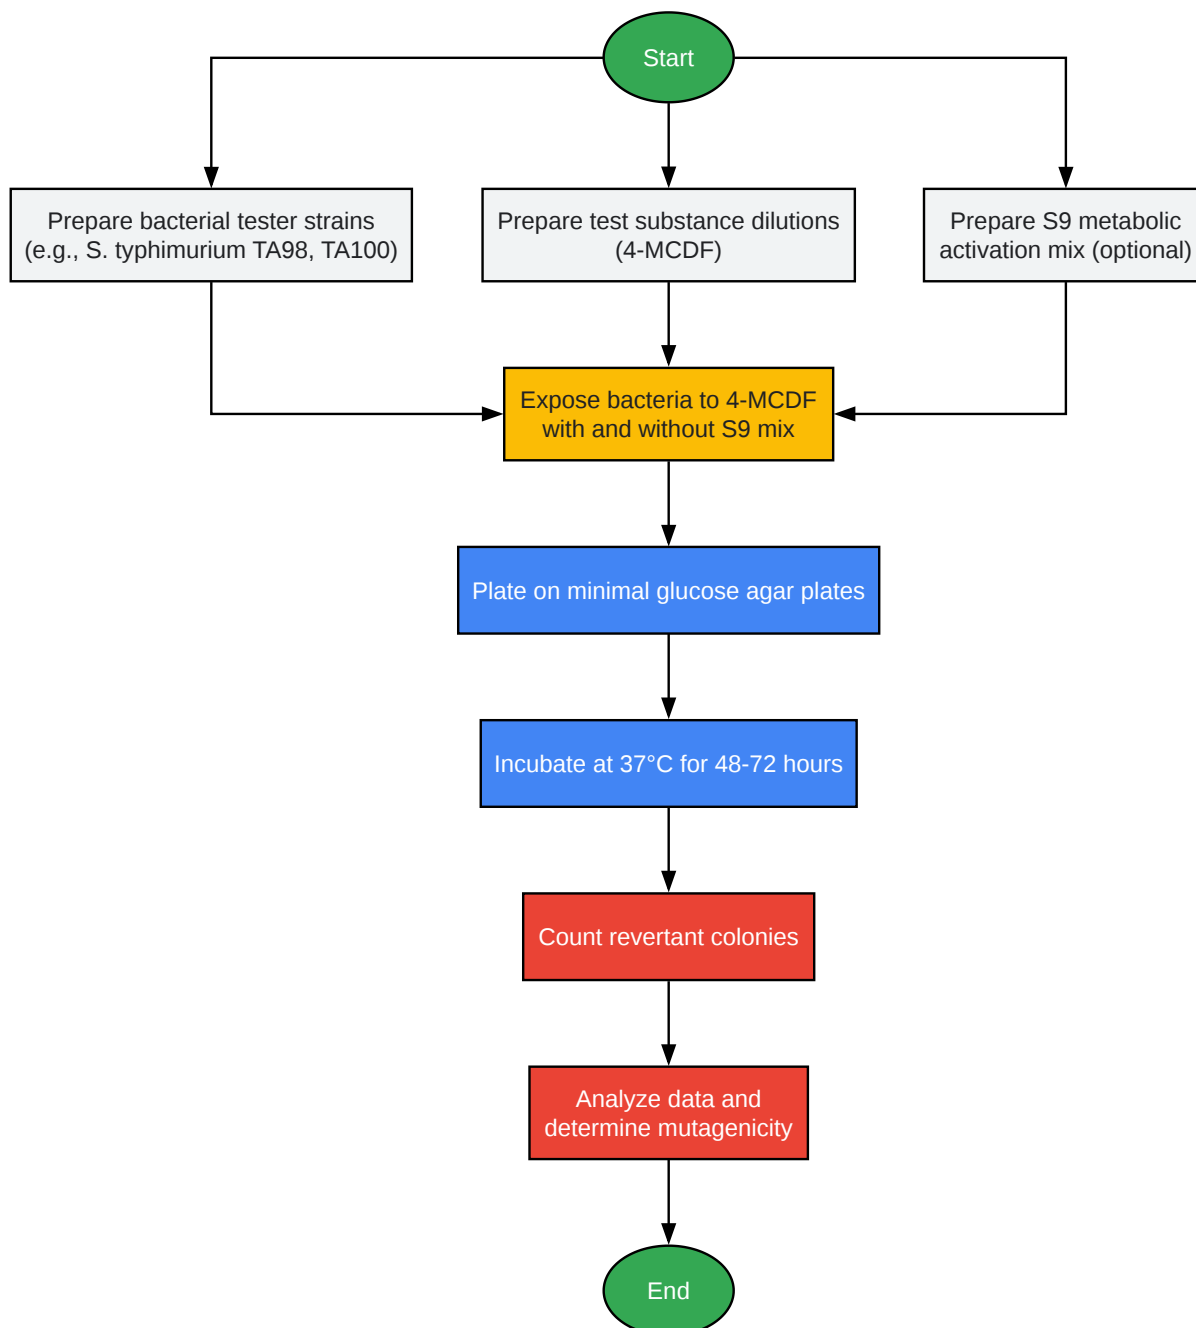 Start
Prepare bacterial tester strains
(e.g., S. typhimurium TA98, TA100)
Prepare test substance dilutions
(4-MCDF)
Prepare S9 metabolic
activation mix (optional)
Expose bacteria to 4-MCDF
with and without S9 mix
Plate on minimal glucose agar plates
Incubate at 37°C for 48-72 hours
Count revertant colonies
Analyze data and
determine mutagenicity
End